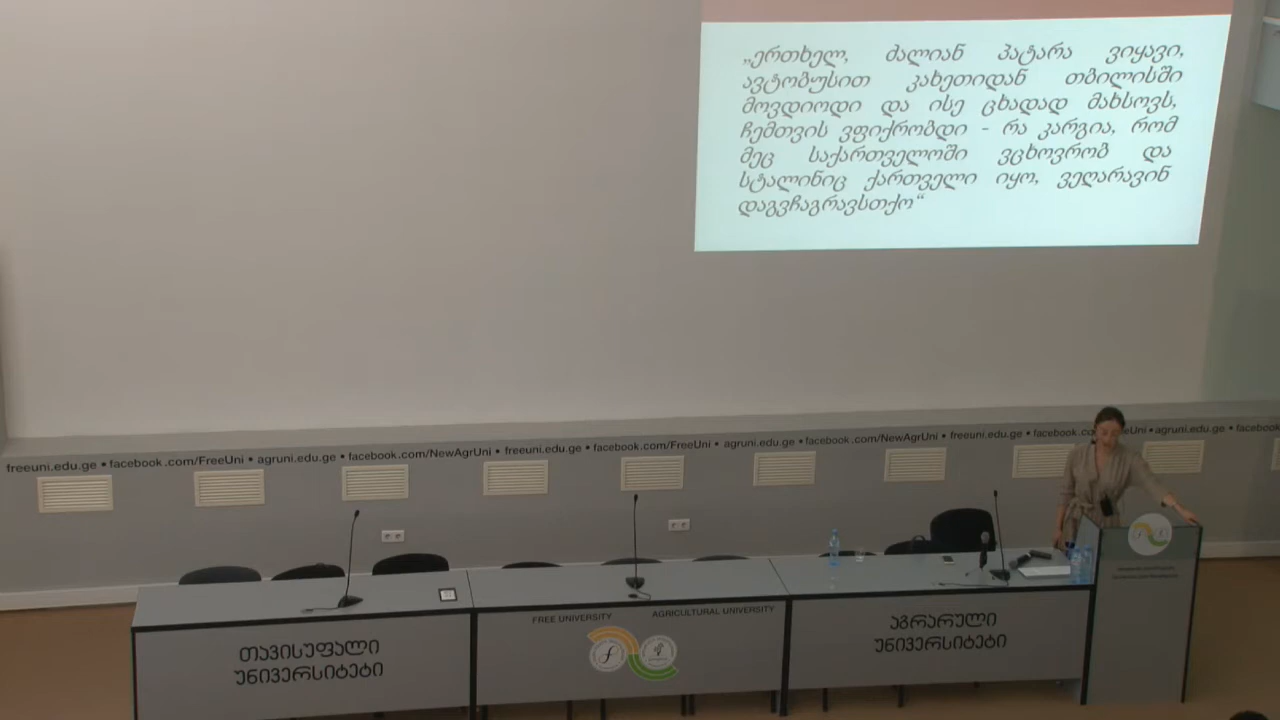 „ერთხელ, ძალიან პატარა ვიყავი,
ავტობუსით კახეთიდან თბილისში
მოვდიოდი და ისე ცხადად მახსოვს,
ჩემთვის ვფიქრობდი - რა კარგია, რომ
მეც საქართველოში ვცხოვრობ და
სტალინიც ქართველი იყო, ვეღარავინ
დაგვჩაგრავსთქო“
freeuni.edu.ge • facebook.com/FreeUni • agruni.edu.ge • facebook.com/NewAgrUni • freeuni.edu.ge • facebook.com/FreeUni • agruni.edu.ge • facebook.com/NewAgrUni • freeuni.edu.ge • facebook.com/FreeUni • agruni.edu.ge • facebook
FREE UNIVERSITY AGRICULTURAL UNIVERSITY
თავისუფალი
უნივერსიტეტი
აგრარული
უნივერსიტეტი